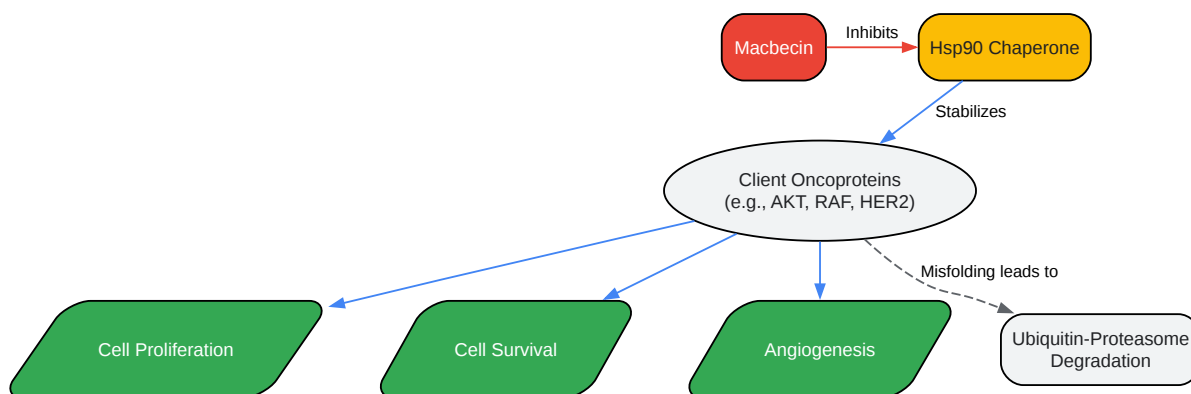 Macbecin
Inhibits
Hsp90 Chaperone
Stabilizes
Client Oncoproteins
(e.g., AKT, RAF, HER2)
Misfolding leads to
Cell Proliferation
Cell Survival
Angiogenesis
Ubiquitin-Proteasome
Degradation